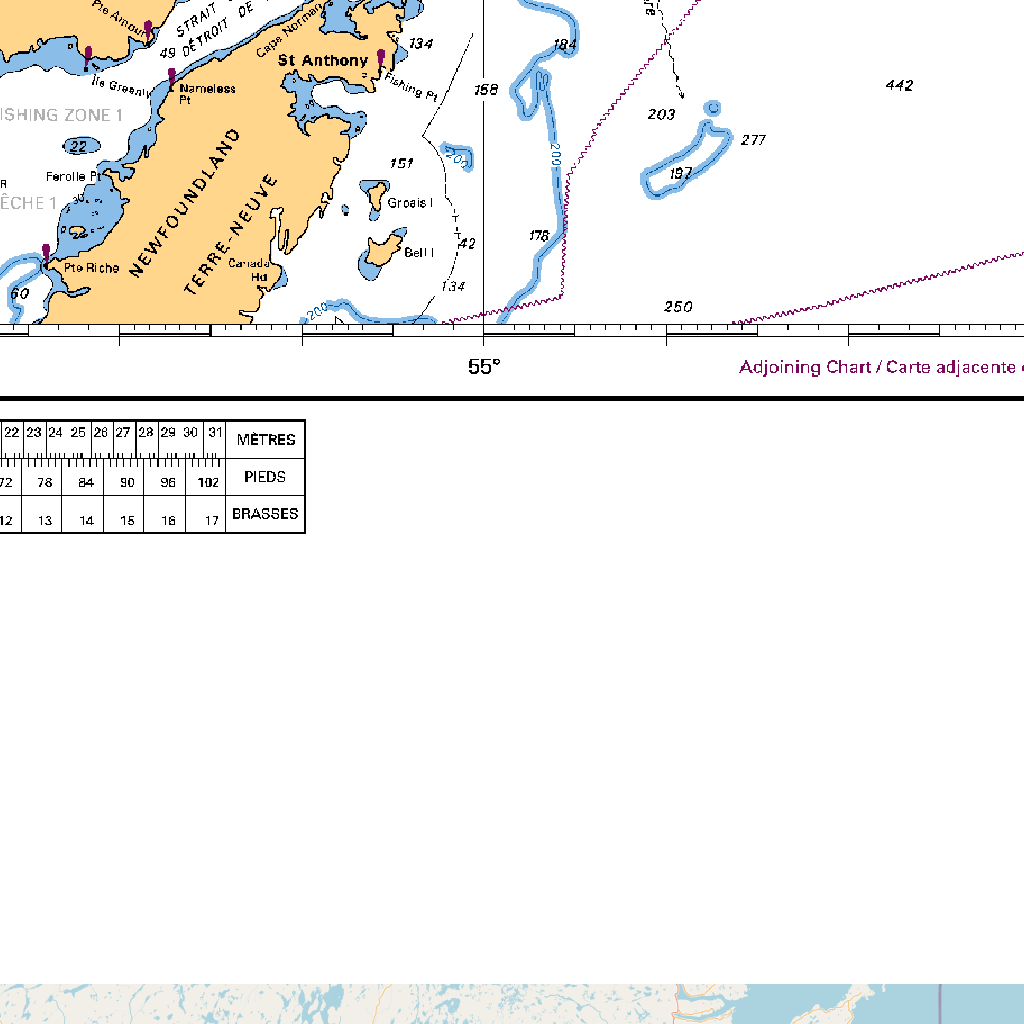 Pte Amour
STRAIT
49 DÉTROIT DE
Cape Norman
134
184
St Anthony
Île Greenly
Nameless
Pt
Fishing Pt
158
442
ISHING ZONE 1
203
277
22
200
Ferolle Pt
151
200
197
R
ÊCHE 1
NEWFOUNDLAND
TERRE-NEUVE
Groais I
42
176
Bell I
Pte Riche
Canada
Hd
60
134
200
250
55°
Adjoining Chart / Carte adjacente
22 23 24 25 26 27 28 29 30 31 MÈTRES
72 78 84 90 96 102 PIEDS
12 13 14 15 16 17 BRASSES